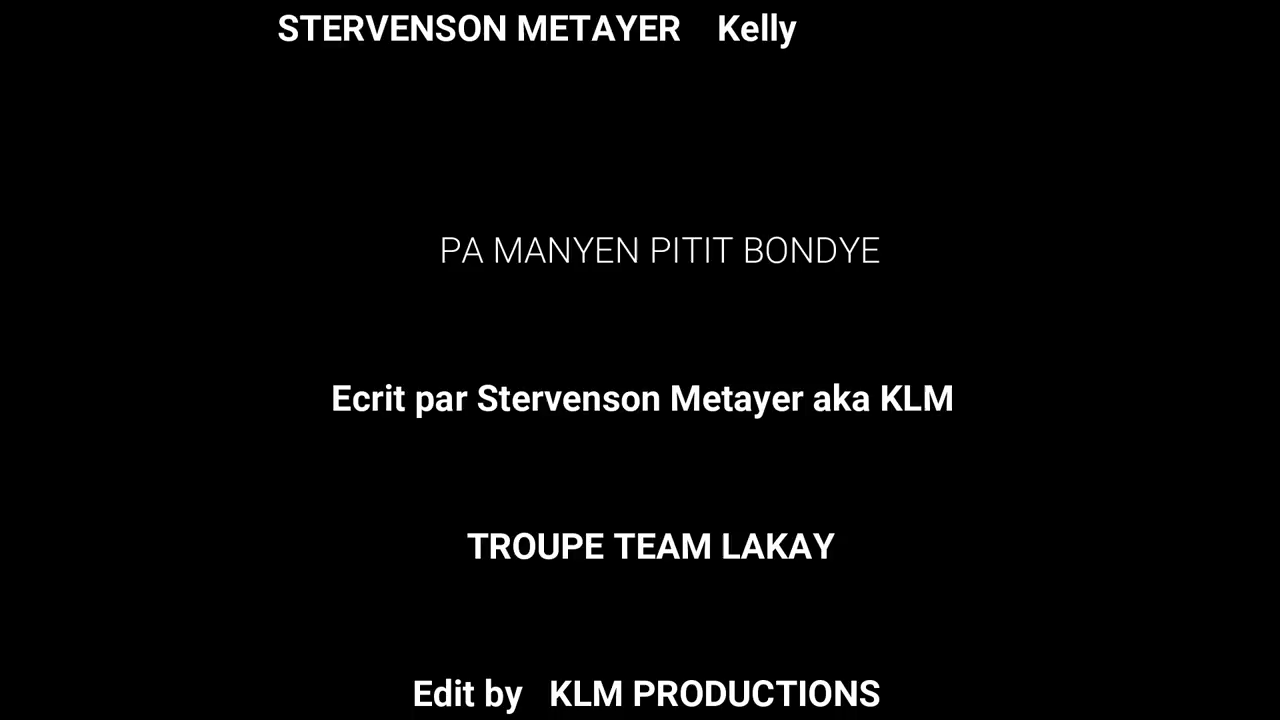 STERVENSON METAYER Kelly
PA MANYEN PITIT BONDYE
Ecrit par Stervenson Metayer aka KLM
TROUPE TEAM LAKAY
Edit by KLM PRODUCTIONS